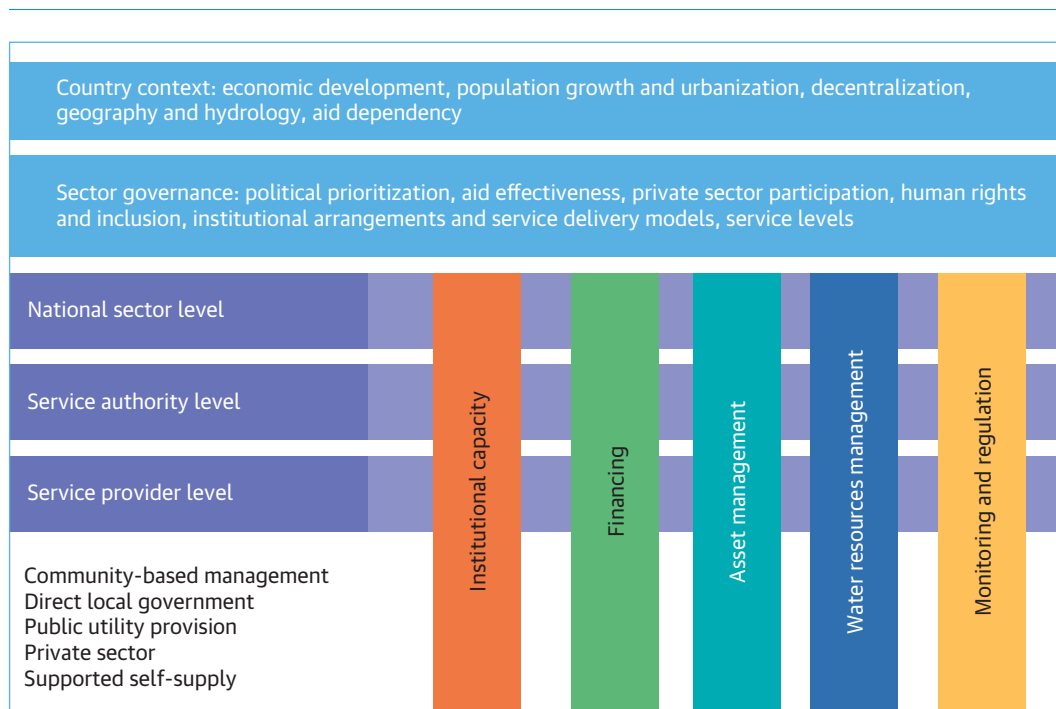 Country context: economic development, population growth and urbanization, decentralization,
geography and hydrology, aid dependency
Sector governance: political prioritization, aid effectiveness, private sector participation, human rights
and inclusion, institutional arrangements and service delivery models, service levels
National sector level
Service authority level
Service provider level
Community-based management
Direct local government
Public utility provision
Private sector
Supported self-supply
Institutional capacity
Financing
Asset management
Water resources management
Monitoring and regulation